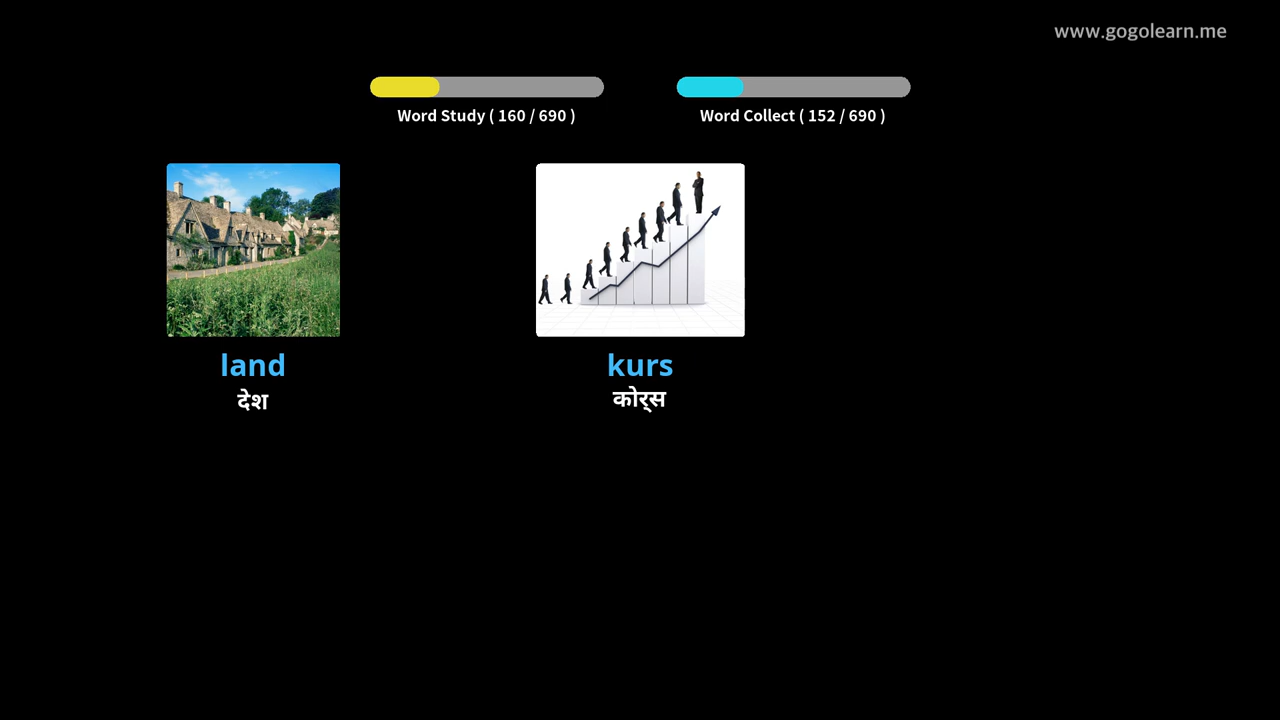 www.gogolearn.me
Word Study ( 160 / 690 )
Word Collect ( 152 / 690 )
land
देश
kurs
कोर्स